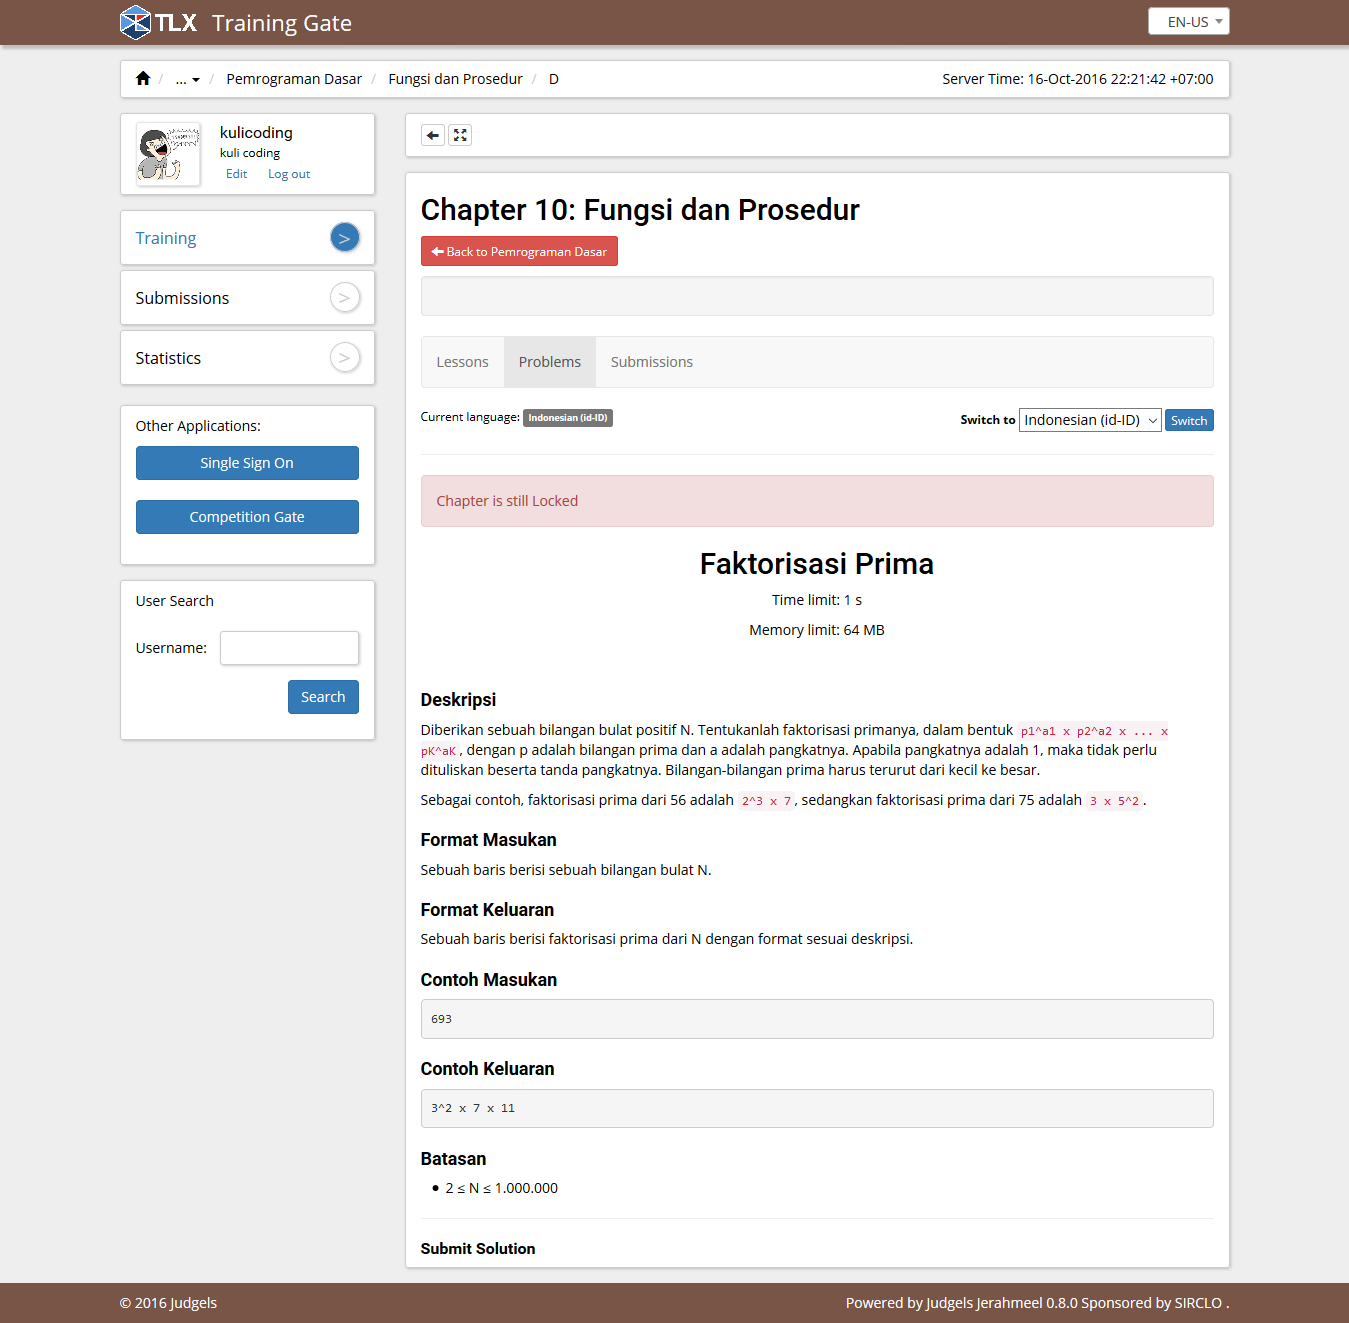 TLX Training Gate
EN-US
... Pemrograman Dasar / Fungsi dan Prosedur / D
Server Time: 16-Oct-2016 22:21:42 +07:00
kulicoding
kuli coding
Edit Log out
Training >
Submissions >
Statistics >
Other Applications:
Single Sign On
Competition Gate
User Search
Username:
Search
Chapter 10: Fungsi dan Prosedur
Back to Pemrograman Dasar
Lessons Problems Submissions
Current language: Indonesian (id-ID)
Switch to Indonesian (id-ID) Switch
Chapter is still Locked
Faktorisasi Prima
Time limit: 1 s
Memory limit: 64 MB
Deskripsi
Diberikan sebuah bilangan bulat positif N. Tentukanlah faktorisasi primanya, dalam bentuk p1^a1 x p2^a2 x ... x
pK^aK, dengan p adalah bilangan prima dan a adalah pangkatnya. Apabila pangkatnya adalah 1, maka tidak perlu
dituliskan beserta tanda pangkatnya. Bilangan-bilangan prima harus terurut dari kecil ke besar.
Sebagai contoh, faktorisasi prima dari 56 adalah 2^3 x 7, sedangkan faktorisasi prima dari 75 adalah 3 x 5^2.
Format Masukan
Sebuah baris berisi sebuah bilangan bulat N.
Format Keluaran
Sebuah baris berisi faktorisasi prima dari N dengan format sesuai deskripsi.
Contoh Masukan
693
Contoh Keluaran
3^2 x 7 x 11
Batasan
• 2 ≤ N ≤ 1.000.000
Submit Solution
© 2016 Judgels
Powered by Judgels Jerahmeel 0.8.0 Sponsored by SIRCLO .